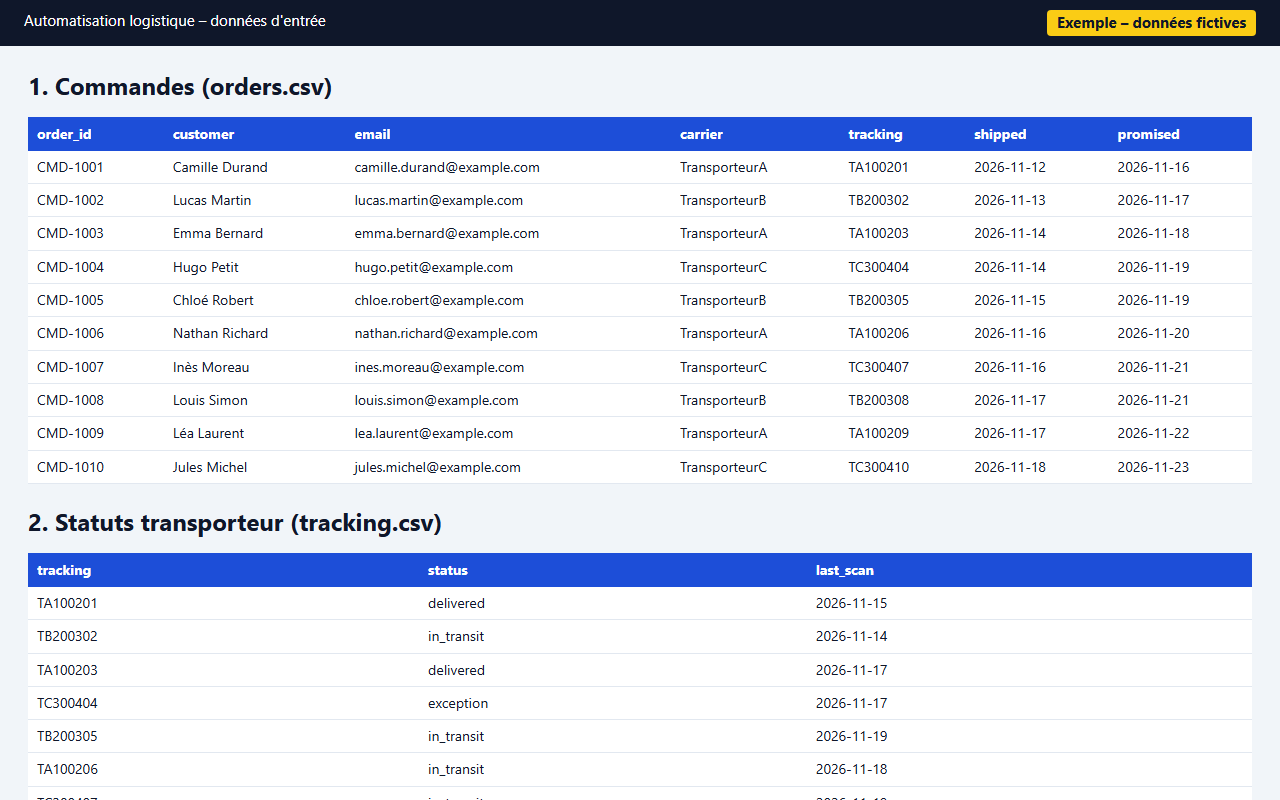 Automatisation logistique – données d'entrée
Exemple – données fictives
1. Commandes (orders.csv)
order_id customer email carrier tracking shipped promised
CMD-1001 Camille Durand camille.durand@example.com TransporteurA TA100201 2026-11-12 2026-11-16
CMD-1002 Lucas Martin lucas.martin@example.com TransporteurB TB200302 2026-11-13 2026-11-17
CMD-1003 Emma Bernard emma.bernard@example.com TransporteurA TA100203 2026-11-14 2026-11-18
CMD-1004 Hugo Petit hugo.petit@example.com TransporteurC TC300404 2026-11-14 2026-11-19
CMD-1005 Chloé Robert chloe.robert@example.com TransporteurB TB200305 2026-11-15 2026-11-19
CMD-1006 Nathan Richard nathan.richard@example.com TransporteurA TA100206 2026-11-16 2026-11-20
CMD-1007 Inès Moreau ines.moreau@example.com TransporteurC TC300407 2026-11-16 2026-11-21
CMD-1008 Louis Simon louis.simon@example.com TransporteurB TB200308 2026-11-17 2026-11-21
CMD-1009 Léa Laurent lea.laurent@example.com TransporteurA TA100209 2026-11-17 2026-11-22
CMD-1010 Jules Michel jules.michel@example.com TransporteurC TC300410 2026-11-18 2026-11-23
2. Statuts transporteur (tracking.csv)
tracking status last_scan
TA100201 delivered 2026-11-15
TB200302 in_transit 2026-11-14
TA100203 delivered 2026-11-17
TC300404 exception 2026-11-17
TB200305 in_transit 2026-11-19
TA100206 in_transit 2026-11-18